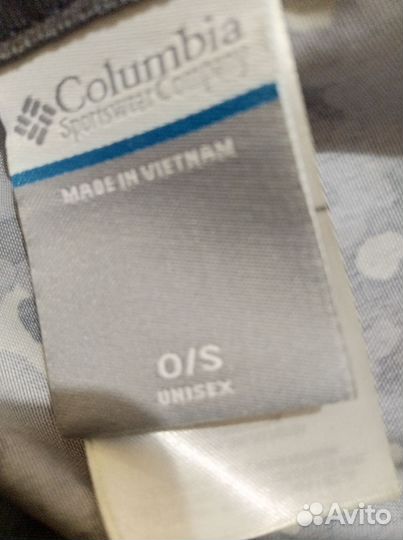 Columbia
Sportswear Company
MADE IN VIETNAM
O/S
UNISEX
Avito